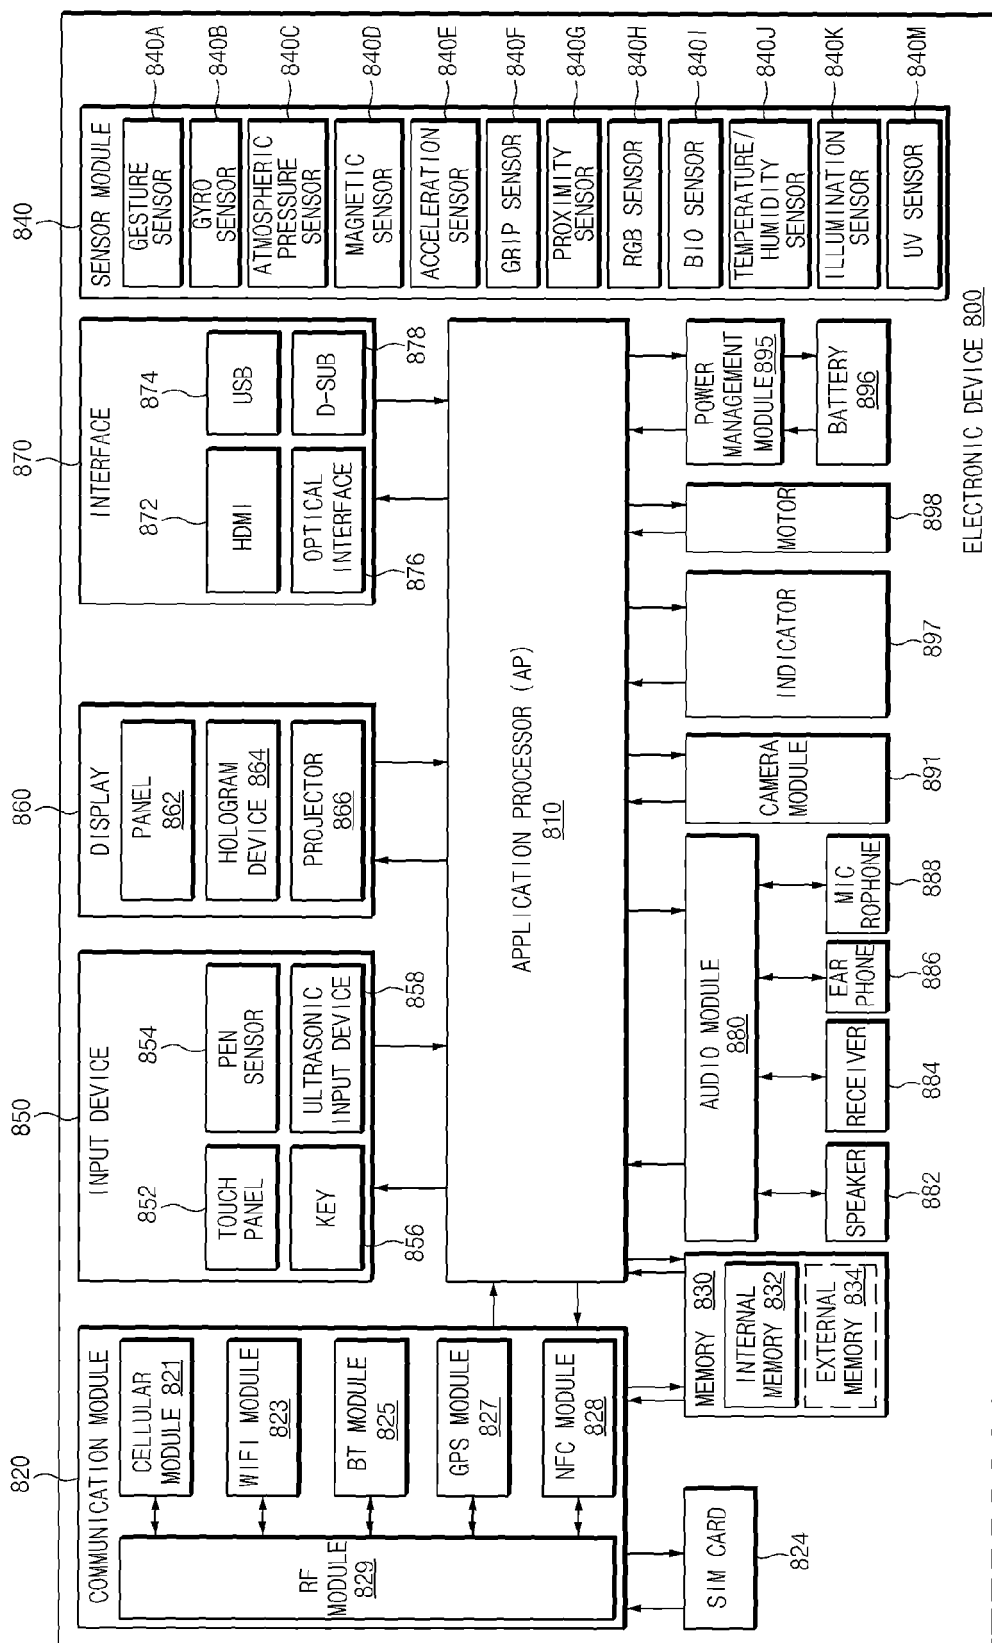 820
COMMUNICATION MODULE
RF
MODULE
829
CELLULAR
MODULE 821
WIFI MODULE
823
BT MODULE
825
GPS MODULE
827
NFC MODULE
828
SIM CARD
824
850
INPUT DEVICE
852
TOUCH
PANEL
854
PEN
SENSOR
KEY
856
ULTRASONIC
INPUT DEVICE
858
860
DISPLAY
PANEL
862
HOLOGRAM
DEVICE 864
PROJECTOR
866
870
INTERFACE
872
HDMI
874
USB
OPTICAL
INTERFACE
876
D-SUB
878
840
SENSOR MODULE
GESTURE
SENSOR
840A
GYRO
SENSOR
840B
ATMOSPHERIC
PRESSURE
SENSOR
840C
MAGNETIC
SENSOR
840D
ACCELERATION
SENSOR
840E
GRIP SENSOR
840F
PROXIMITY
SENSOR
840G
RGB SENSOR
840H
BIO SENSOR
840I
TEMPERATURE/
HUMIDITY
SENSOR
840J
ILLUMINATION
SENSOR
840K
UV SENSOR
840M
APPLICATION PROCESSOR (AP)
810
MEMORY 830
INTERNAL
MEMORY 832
EXTERNAL
MEMORY 834
AUDIO MODULE
880
SPEAKER
882
RECEIVER
884
EAR
PHONE
886
MIC
ROPHONE
888
CAMERA
MODULE
891
INDICATOR
897
MOTOR
898
POWER
MANAGEMENT
MODULE 895
BATTERY
896
ELECTRONIC DEVICE 800